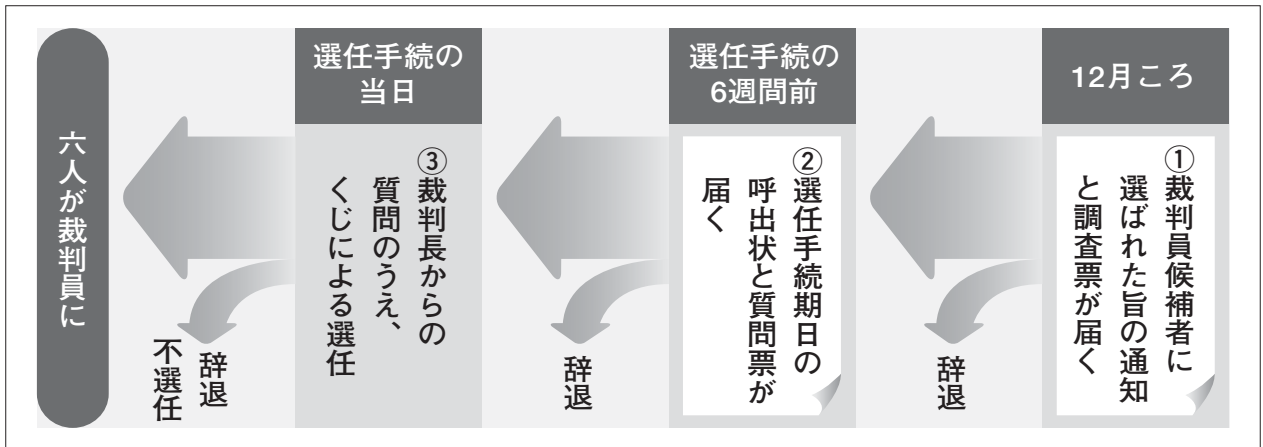 12月ころ
①裁判員候補者に
選ばれた旨の通知
と調査票が届く
辞退
選任手続の
6週間前
②選任手続期日の
呼出状と質問票が
届く
辞退
選任手続の
当日
③裁判長からの
質問のうえ、
くじによる選任
辞退
不選任
六人が裁判員に